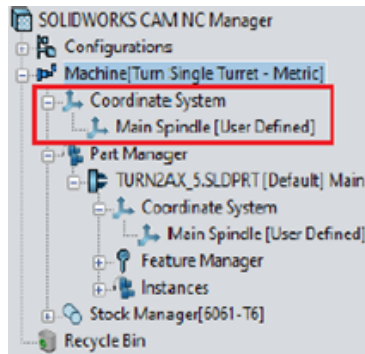 SOLIDWORKS CAM NC Manager
Configurations
Machine[Turn Single Turret - Metric]
Coordinate System
Main Spindle [User Defined]
Part Manager
TURN2AX_5.SLDPRT [Default] Main
Coordinate System
Main Spindle [User Defined]
Feature Manager
Instances
Stock Manager[6061-T6]
Recycle Bin